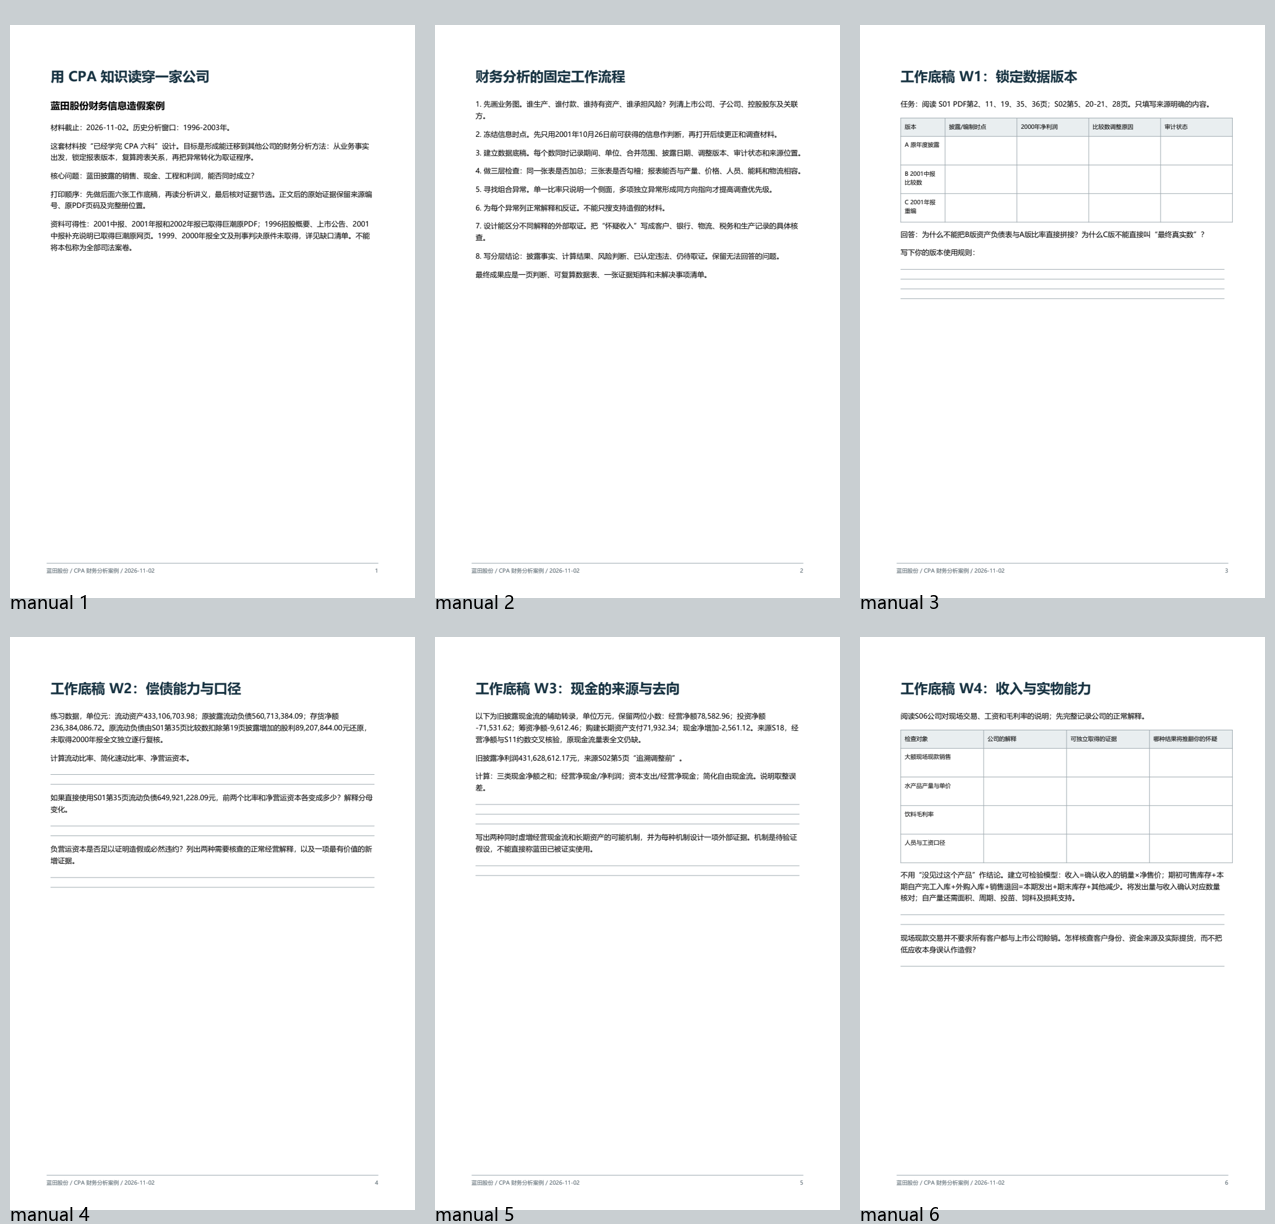 用 CPA 知识读穿一家公司
蓝田股份财务信息造假案例
材料截止：2026-11-02。历史分析窗口：1996-2003年。
这套材料按“已经学完 CPA 六科”设计。目标是形成能迁移到其他公司的财务分析方法：从业务事实
出发，锁定报表版本，复算跨表关系，再把异常转化为取证程序。
核心问题：蓝田披露的销售、现金、工程和利润，能否同时成立？
打印顺序：先做后面六张工作底稿，再读分析讲义，最后核对证据节选。正文后的原始证据保留来源编
号、原PDF页码及完整册位置。
资料可得性：2001中报、2001年报和2002年报已取得巨潮原PDF；1996招股概要、上市公告、2001
中报补充说明已取得巨潮原网页。1999、2000年报全文及刑事判决原件未取得，详见缺口清单。不能
将本包称为全部司法案卷。
蓝田股份 / CPA 财务分析案例 / 2026-11-02
1
manual 1
财务分析的固定工作流程
1. 先画业务图。谁生产、谁付款、谁持有资产、谁承担风险？列清上市公司、子公司、控股股东及关联
方。
2. 冻结信息时点。先只用2001年10月26日前可获得的信息作判断，再打开后续更正和调查材料。
3. 建立数据底稿。每个数同时记录期间、单位、合并范围、披露日期、调整版本、审计状态和来源位置。
4. 做三层检查：同一张表是否加总；三张表是否勾稽；报表能否与产量、价格、人员、能耗和物流相容。
5. 寻找组合异常。单一比率只说明一个侧面，多项独立异常形成同方向指向才提高调查优先级。
6. 为每个异常列正常解释和反证。不能只搜支持造假的材料。
7. 设计能区分不同解释的外部取证。把“怀疑收入”写成客户、银行、物流、税务和生产记录的具体核
查。
8. 写分层结论：披露事实、计算结果、风险判断、已认定违法、仍待取证。保留无法回答的问题。
最终成果应是一页判断、可复算数据表、一张证据矩阵和未解决事项清单。
蓝田股份 / CPA 财务分析案例 / 2026-11-02
2
manual 2
工作底稿 W1：锁定数据版本
任务：阅读 S01 PDF第2、11、19、35、36页；S02第5、20-21、28页。只填写来源明确的内容。
版本 披露/编制时点 2000年净利润 比较数调整原因 审计状态
A 原年度披露
B 2001中报
比较数
C 2001年报
重编
回答：为什么不能把B版资产负债表与A版比率直接拼接？为什么C版不能直接叫“最终真实数”？
写下你的版本使用规则：
蓝田股份 / CPA 财务分析案例 / 2026-11-02
3
manual 3
工作底稿 W2：偿债能力与口径
练习数据，单位元：流动资产433,106,703.98；原披露流动负债560,713,384.09；存货净额
236,384,086.72。原流动负债由S01第35页比较数扣除第19页披露增加的股利89,207,844.00元还原，
未取得2000年报全文独立逐行复核。
计算流动比率、简化速动比率、净营运资本。
如果直接使用S01第35页流动负债649,921,228.09元，前两个比率和净营运资本各变成多少？解释分母
变化。
负营运资本是否足以证明造假或必然违约？列出两种需要核查的正常经营解释，以及一项最有价值的新
增证据。
蓝田股份 / CPA 财务分析案例 / 2026-11-02
4
manual 4
工作底稿 W3：现金的来源与去向
以下为旧披露现金流的辅助转录，单位万元，保留两位小数：经营净额78,582.96；投资净额
-71,531.62；筹资净额-9,612.46；购建长期资产支付71,932.34；现金净增加-2,561.12。来源S18，经
营净额与S11约数交叉核验，原现金流量表全文仍缺。
旧披露净利润431,628,612.17元，来源S02第5页“追溯调整前”。
计算：三类现金净额之和；经营净现金/净利润；资本支出/经营净现金；简化自由现金流。说明取整误
差。
写出两种同时虚增经营现金流和长期资产的可能机制，并为每种机制设计一项外部证据。机制是待验证
假设，不能直接称蓝田已被证实使用。
蓝田股份 / CPA 财务分析案例 / 2026-11-02
5
manual 5
工作底稿 W4：收入与实物能力
阅读S06公司对现场交易、工资和毛利率的说明；先完整记录公司的正常解释。
检查对象 公司的解释 可独立取得的证据 哪种结果将推翻你的怀疑
大额现场现款销售
水产品产量与单价
饮料毛利率
人员与工资口径
不用“没见过这个产品”作结论。建立可检验模型：收入=确认收入的销量×净售价；期初可售库存+本
期自产完工入库+外购入库+销售退回=本期发出+期末库存+其他减少。将发出量与收入确认对应数量
核对；自产量还需面积、周期、投苗、饲料及损耗支持。
现场现款交易并不要求所有客户都与上市公司赊销。怎样核查客户身份、资金来源及实际提货，而不把
低应收本身误认作造假？
蓝田股份 / CPA 财务分析案例 / 2026-11-02
6
manual 6